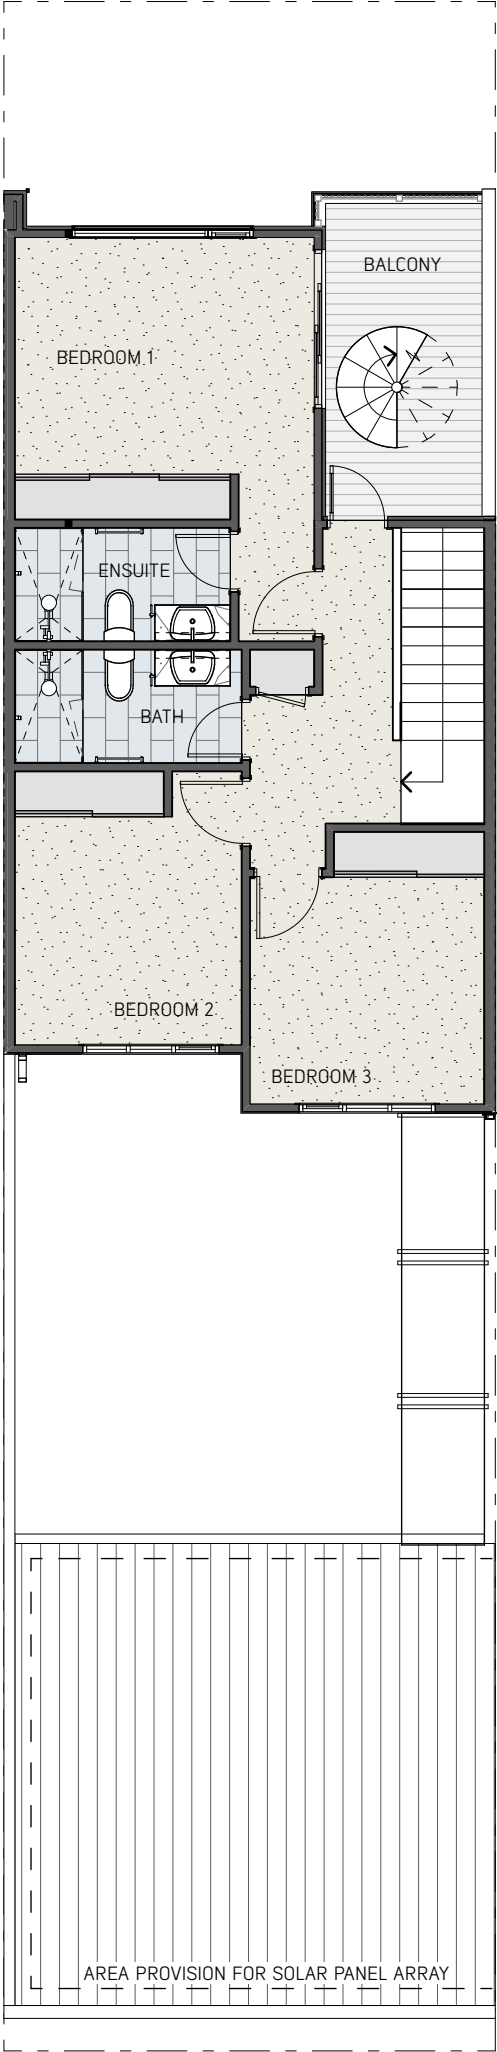 BALCONY
BEDROOM 1
ENSUITE
BATH
BEDROOM 2
BEDROOM 3
AREA PROVISION FOR SOLAR PANEL ARRAY